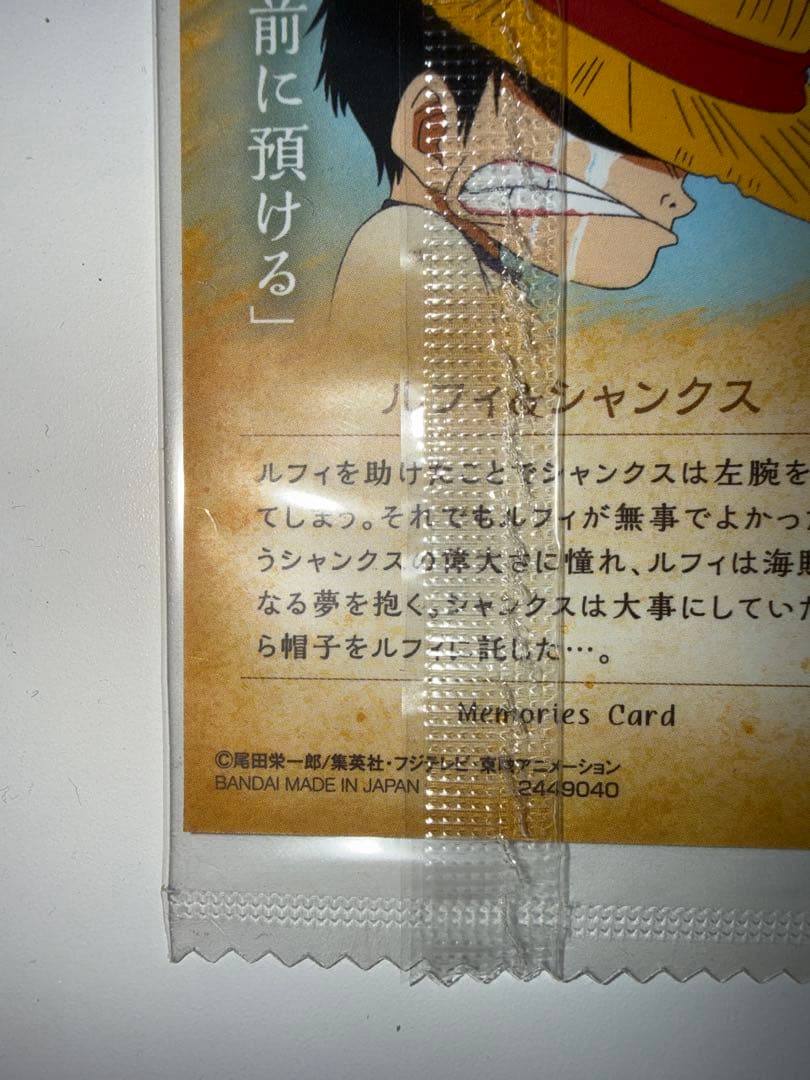 前に預ける」
ルフィ&シャンクス
ルフィを助けたことでシャンクスは左腕を
てしまう。それでもルフィが無事でよかった
うシャンクスの偉大さに憧れ、ルフィは海賊
なる夢を抱く。シャンクスは大事にしていた
ら帽子をルフィに託した…。
Memories Card
©尾田栄一郎/集英社・フジテレビ・東映アニメーション
BANDAI MADE IN JAPAN 2449040